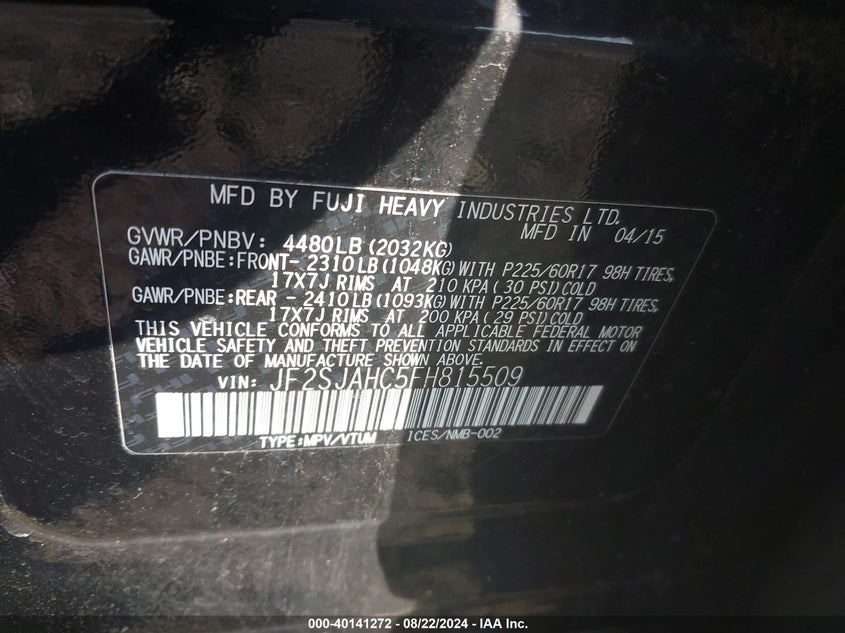 MFD BY FUJI HEAVY INDUSTRIES LTD.
MFD IN 04/15
GVWR/PNBV: 4480LB(2032KG)
GAWR/PNBE:FRONT- 2310LB(1048KG)WITH P225/60R17 98H TIRES,
17X7J RIMS AT 210 KPA(30 PSI)COLD
GAWR/PNBE:REAR - 2410LB(1093KG)WITH P225/60R17 98H TIRES,
17X7J RIMS AT 200 KPA(29 PSI)COLD
THIS VEHICLE CONFORMS TO ALL APPLICABLE FEDERAL MOTOR
VEHICLE SAFETY AND THEFT PREVENTION STANDARDS IN EFFECT ON
THE DATE OF MANUFACTURE SHOWN ABOVE.
VIN: JF2SJAHC5FH815509
TYPE:MPV/VTUM ICES/NMB-002
000-40141272 - 08/22/2024 - IAA Inc.